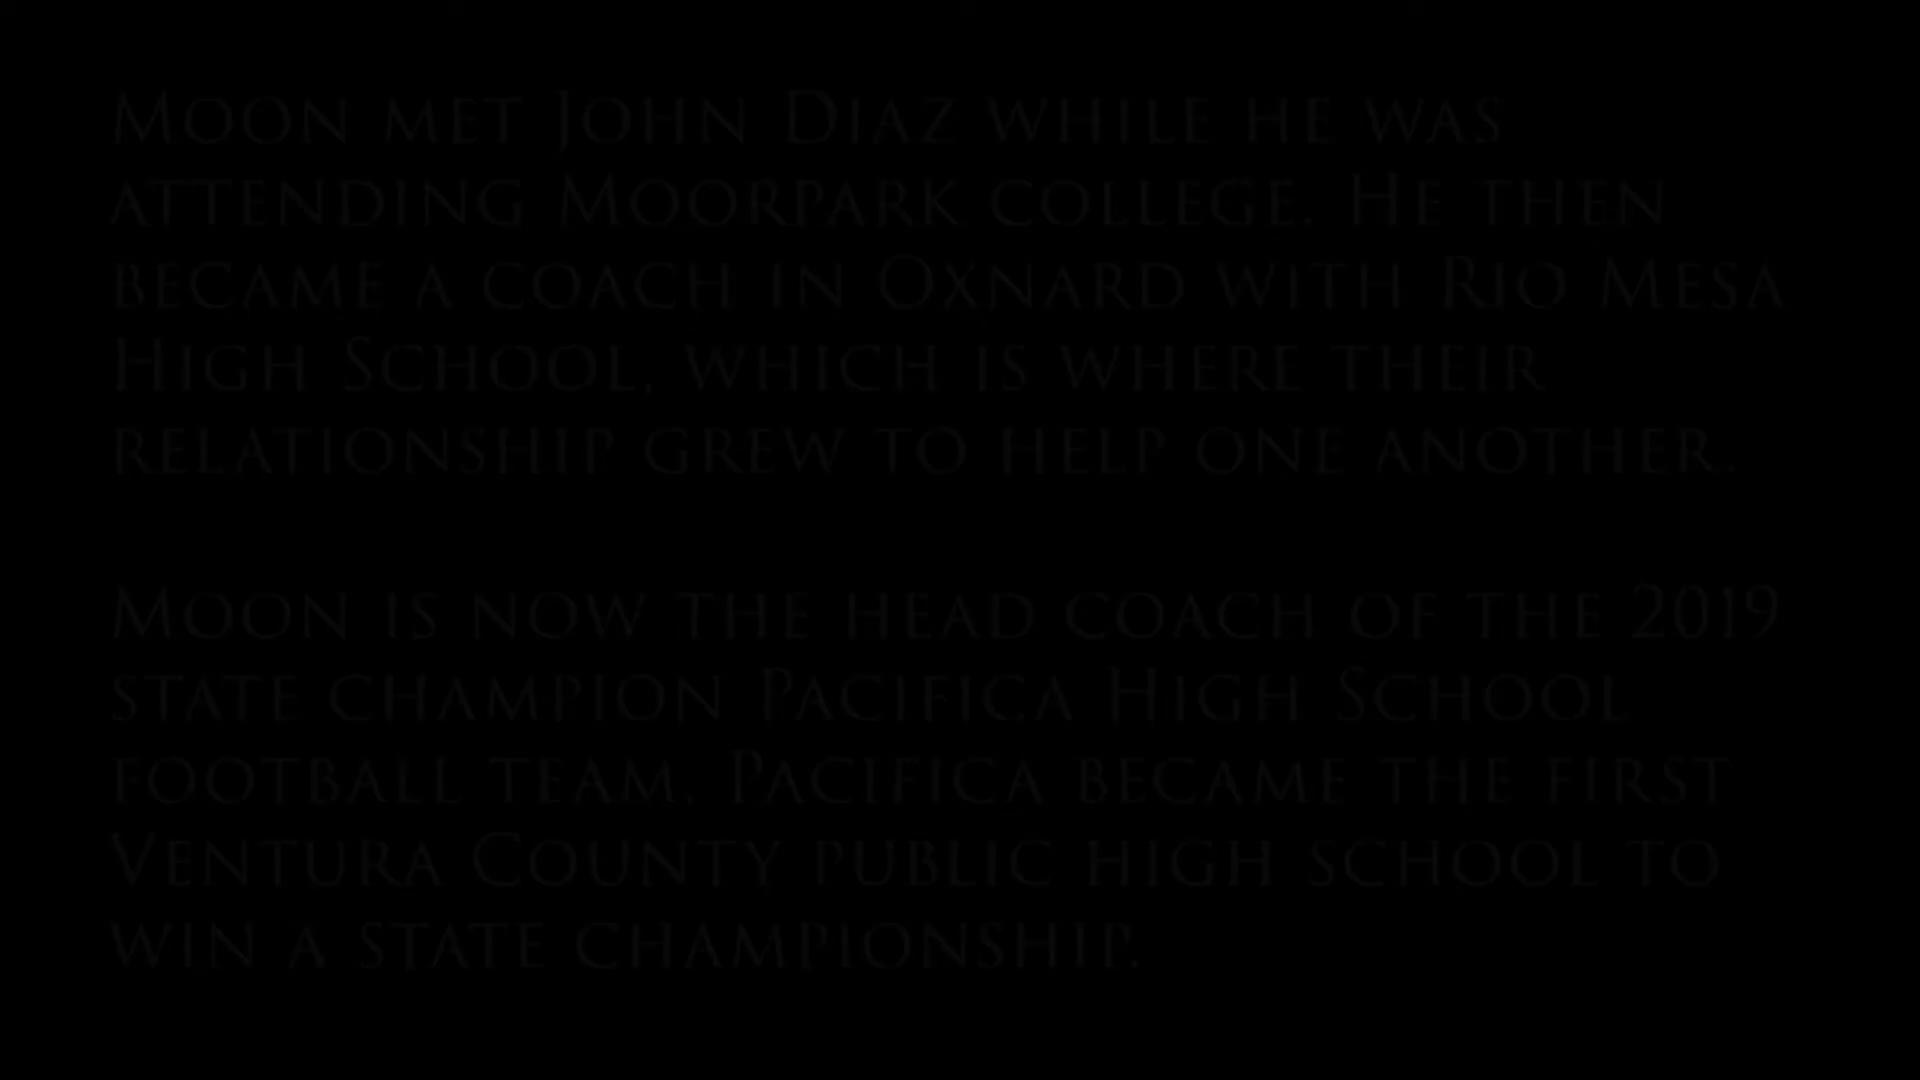 Moon met John Diaz while he was
attending Moorpark college. He then
became a coach in Oxnard with Rio Mesa
High School, which is where their
relationship grew to help one another.
Moon is now the head coach of the 2019
state champion Pacifica High School
football team. Pacifica became the first
Ventura County public high school to
win a state championship.